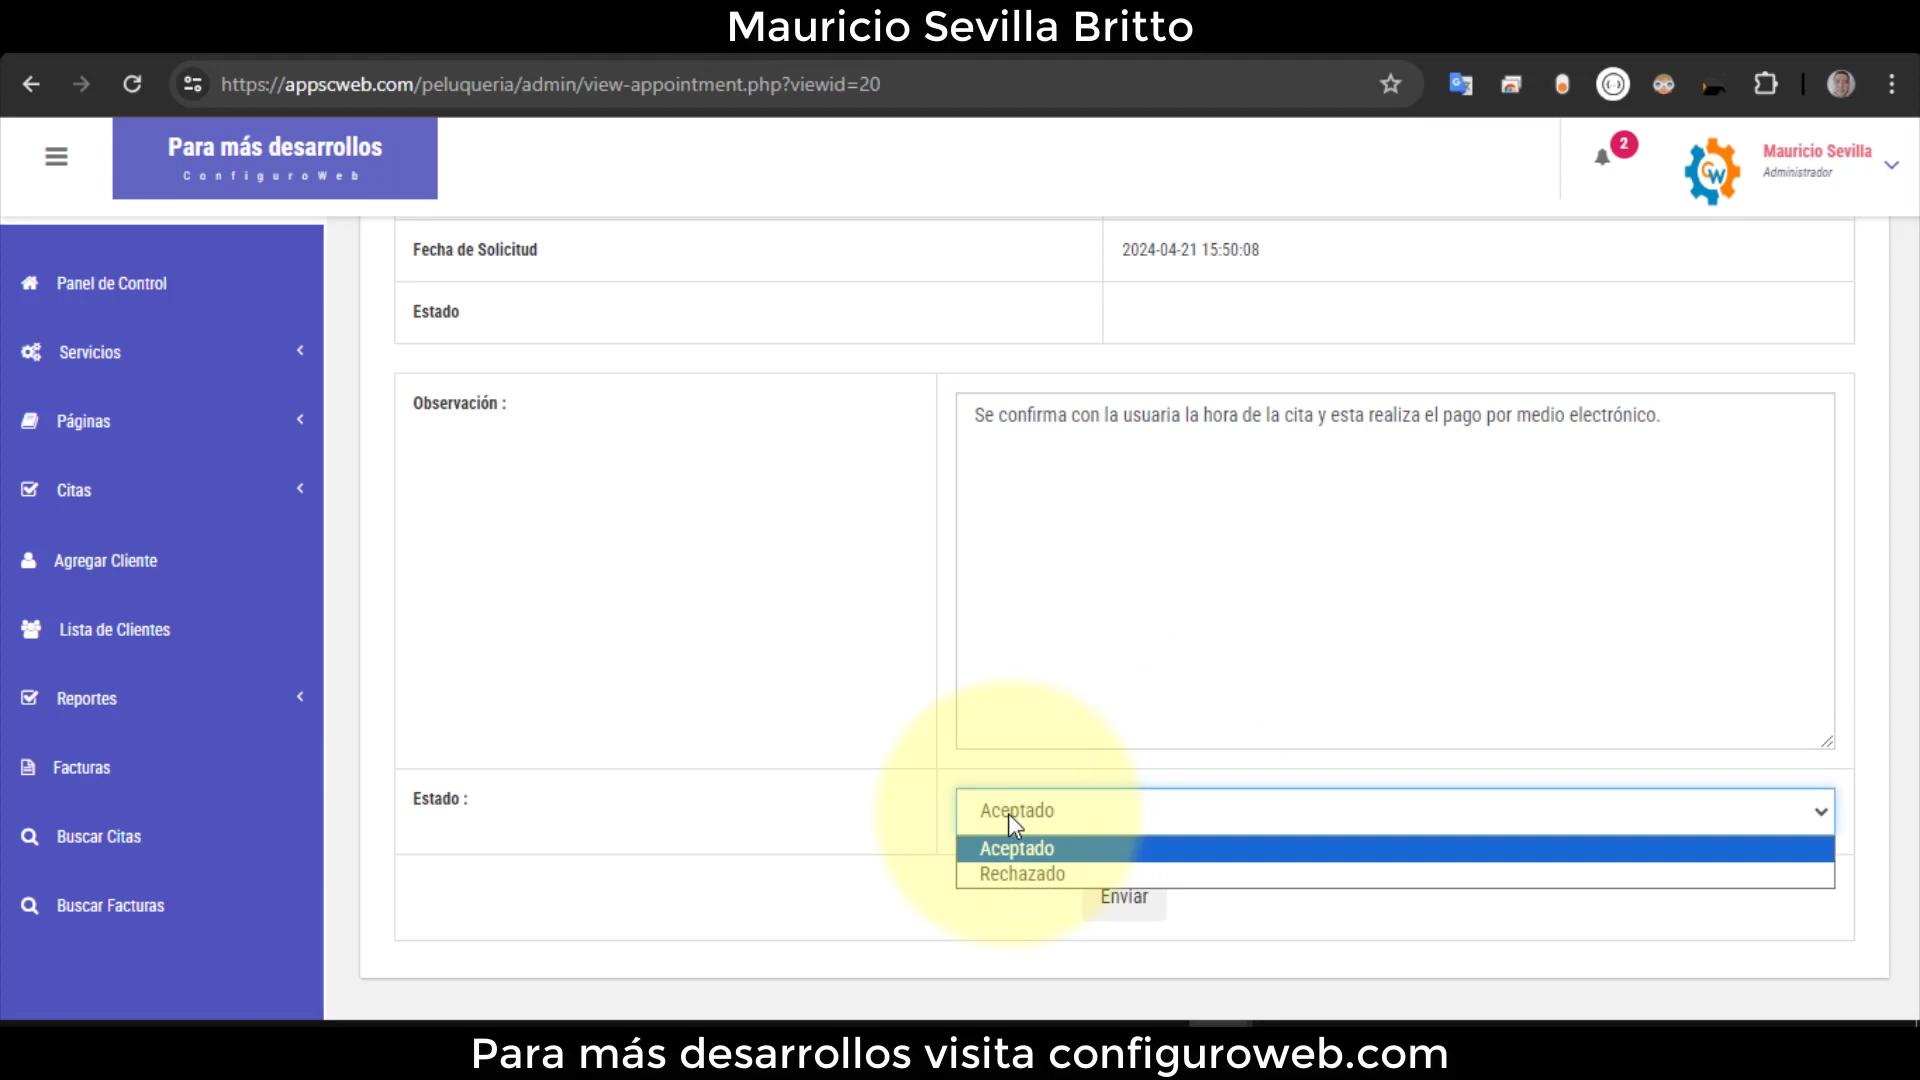 Mauricio Sevilla Britto
https://appscweb.com/peluqueria/admin/view-appointment.php?viewid=20
Para más desarrollos
ConfiguroWeb
2
CW
Mauricio Sevilla
Administrador
Panel de Control
Servicios
Páginas
Citas
Agregar Cliente
Lista de Clientes
Reportes
Facturas
Buscar Citas
Buscar Facturas
Fecha de Solicitud
2024-04-21 15:50:08
Estado
Observación :
Se confirma con la usuaria la hora de la cita y esta realiza el pago por medio electrónico.
Estado :
Aceptado
Aceptado
Rechazado
Enviar
Para más desarrollos visita configuroweb.com